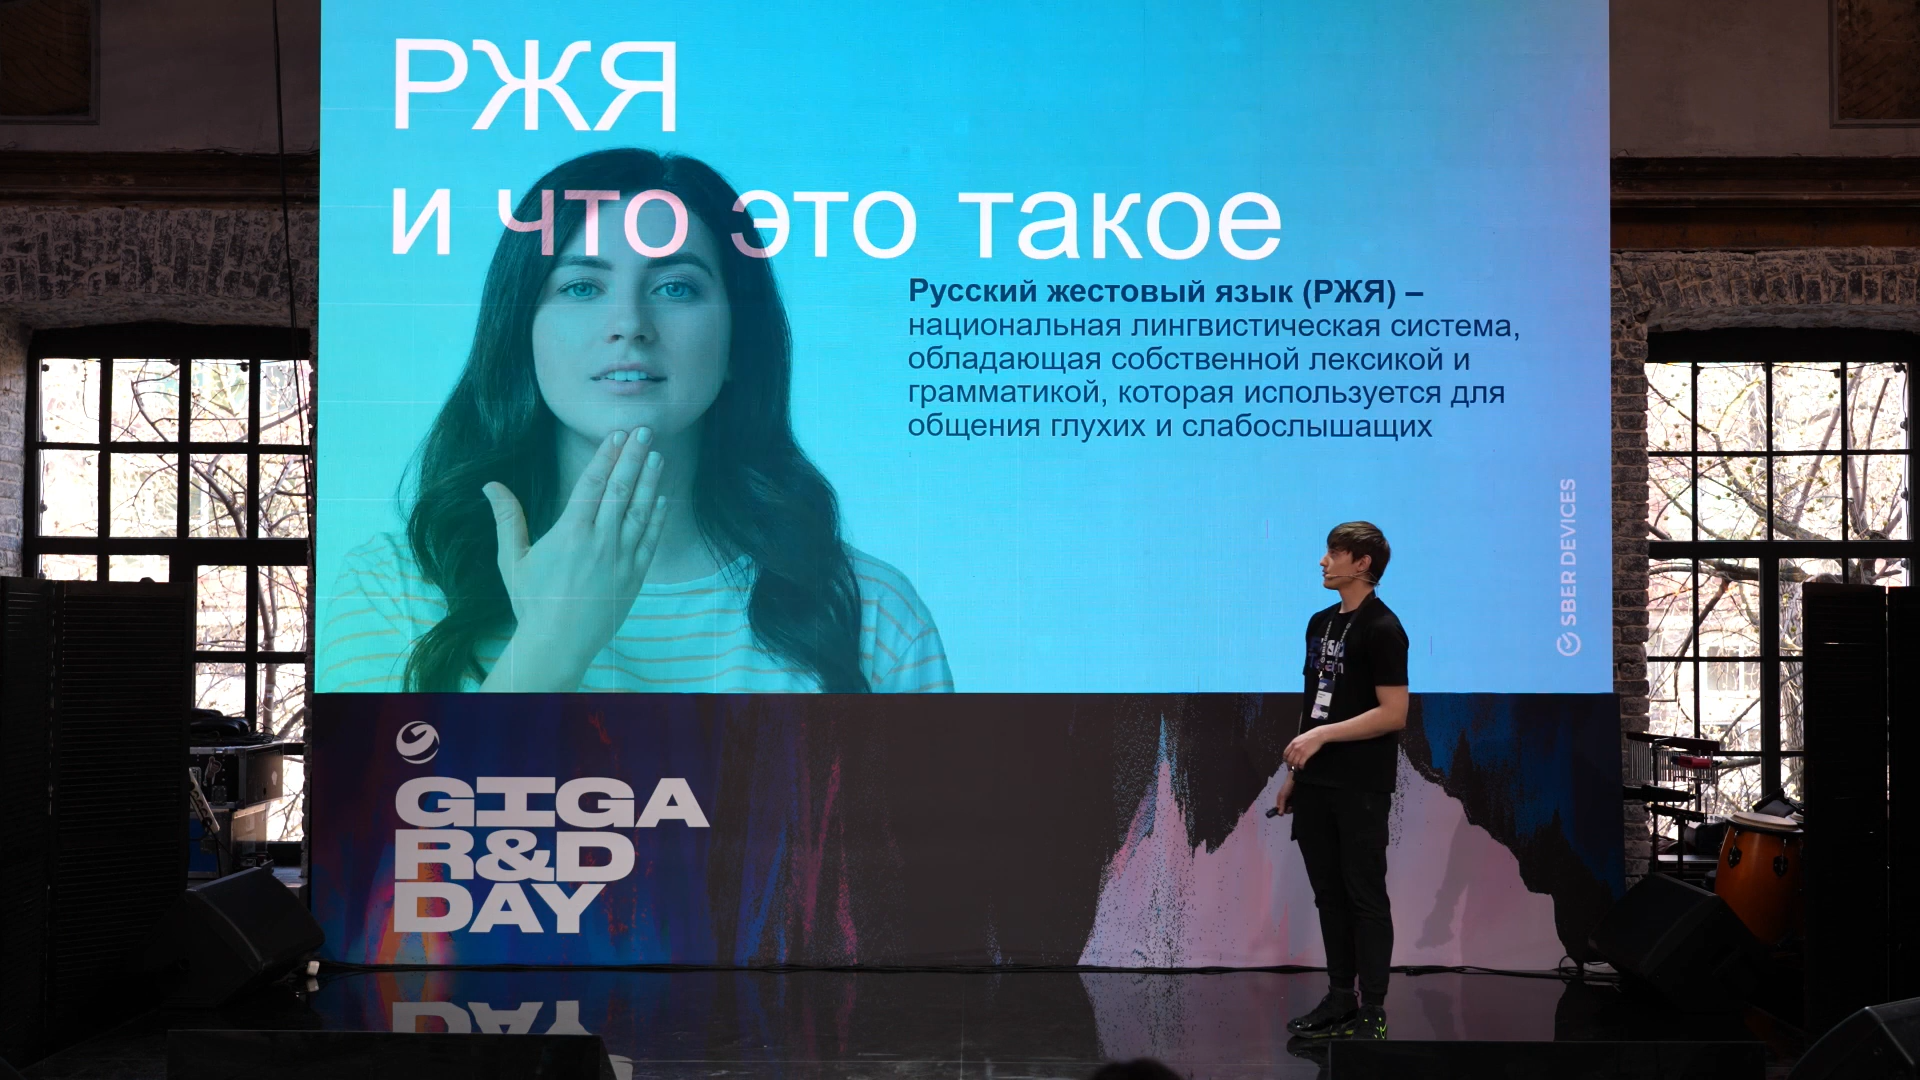 РЖЯ
и что это такое
Русский жестовый язык (РЖЯ) –
национальная лингвистическая система,
обладающая собственной лексикой и
грамматикой, которая используется для
общения глухих и слабослышащих
SBER DEVICES
GIGA
R&D
DAY